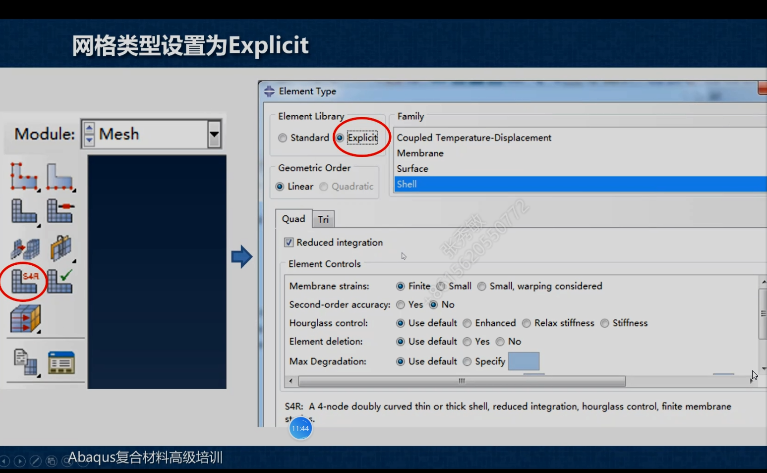 网格类型设置为Explicit
Element Type
Element Library
Family
Module: Mesh
Standard Explicit
Coupled Temperature-Displacement
Membrane
Surface
Shell
Geometric Order
Linear Quadratic
Quad Tri
Reduced integration
S4R
Element Controls
Membrane strains: Finite Small Small, warping considered
Second-order accuracy: Yes No
Hourglass control: Use default Enhanced Relax stiffness Stiffness
Element deletion: Use default Yes No
Max Degradation: Use default Specify
S4R: A 4-node doubly curved thin or thick shell, reduced integration, hourglass control, finite membrane
11:44
Abaqus复合材料高级培训